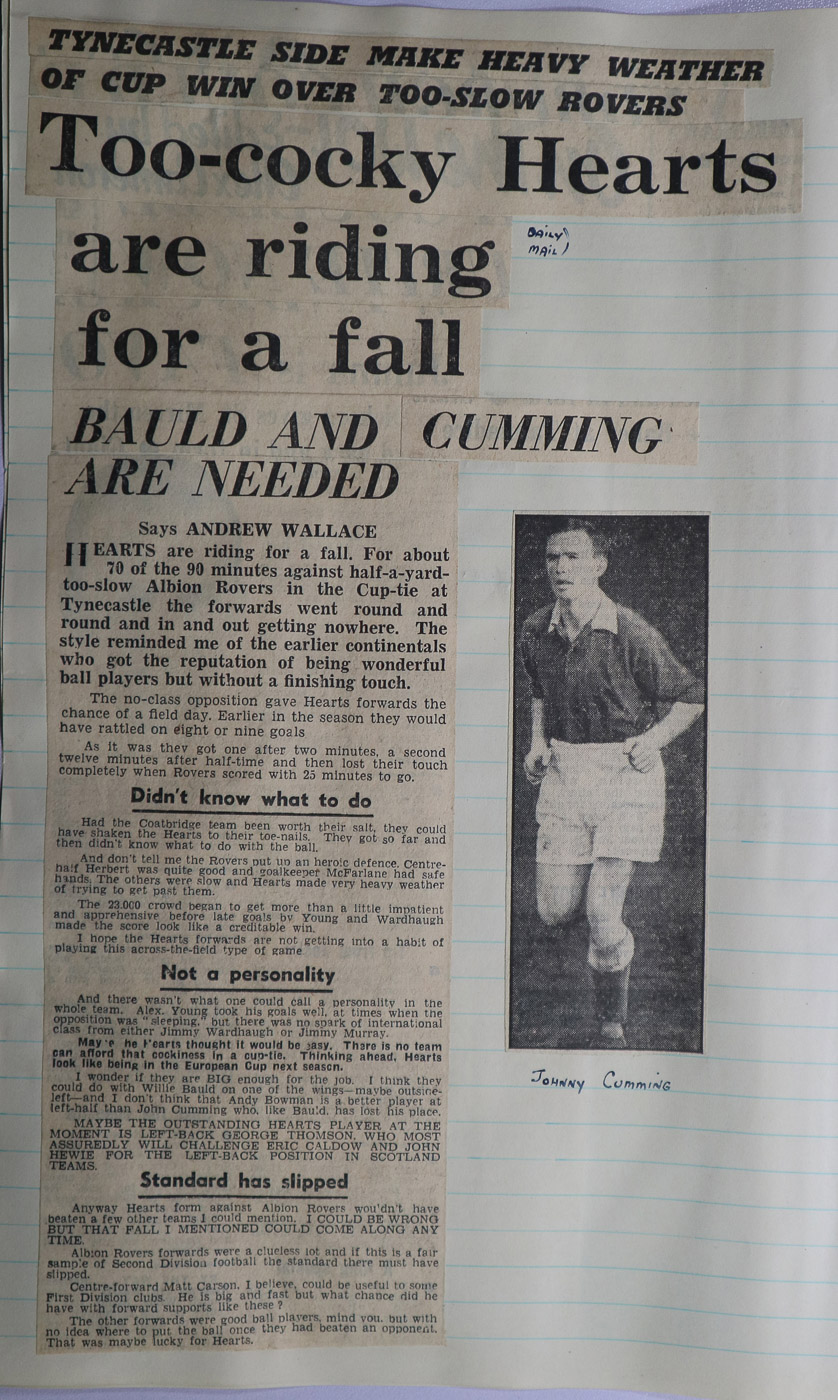 TYNECASTLE SIDE MAKE HEAVY WEATHER
OF CUP WIN OVER TOO-SLOW ROVERS
Too-cocky Hearts
are riding
for a fall
DAILY
MAIL)
BAULD AND CUMMING
ARE NEEDED
Says ANDREW WALLACE
HEARTS are riding for a fall. For about
70 of the 90 minutes against half-a-yard-
too-slow Albion Rovers in the Cup-tie at
Tynecastle the forwards went round and
round and in and out getting nowhere. The
style reminded me of the earlier continentals
who got the reputation of being wonderful
ball players but without a finishing touch.
The no-class opposition gave Hearts forwards the
chance of a field day. Earlier in the season they would
have rattled on eight or nine goals
As it was they got one after two minutes, a second
twelve minutes after half-time and then lost their touch
completely when Rovers scored with 25 minutes to go.
Didn't know what to do
Had the Coatbridge team been worth their salt, they could
have shaken the Hearts to their toe-nails. They got so far and
then didn't know what to do with the ball.
And don't tell me the Rovers put up an heroic defence. Centre-
half Herbert was quite good and goalkeeper McFarlane had safe
hands. The others were slow and Hearts made very heavy weather
of trying to get past them.
The 23,000 crowd began to get more than a little impatient
and apprehensive before late goals by Young and Wardhaugh
made the score look like a creditable win.
I hope the Hearts forwards are not getting into a habit of
playing this across-the-field type of game
Not a personality
And there wasn't what one could call a personality in the
whole team. Alex. Young took his goals well, at times when the
opposition was "sleeping," but there was no spark of international
class from either Jimmy Wardhaugh or Jimmy Murray.
Maybe the Hearts thought it would be easy. There is no team
can afford that cockiness in a cup-tie. Thinking ahead, Hearts
look like being in the European Cup next season.
I wonder if they are BIG enough for the job. I think they
could do with Willie Bauld on one of the wings—maybe outside-
left—and I don't think that Andy Bowman is a better player at
left-half than John Cumming who, like Bauld, has lost his place.
MAYBE THE OUTSTANDING HEARTS PLAYER AT THE
MOMENT IS LEFT-BACK GEORGE THOMSON, WHO MOST
ASSUREDLY WILL CHALLENGE ERIC CALDOW AND JOHN
HEWIE FOR THE LEFT-BACK POSITION IN SCOTLAND
TEAMS.
Standard has slipped
Anyway Hearts form against Albion Rovers wou'dn't have
beaten a few other teams I could mention. I COULD BE WRONG
BUT THAT FALL I MENTIONED COULD COME ALONG ANY
TIME.
Albion Rovers forwards were a clueless lot and if this is a fair
sample of Second Division football the standard there must have
slipped.
Centre-forward Matt Carson, I believe, could be useful to some
First Division clubs. He is big and fast but what chance did he
have with forward supports like these?
The other forwards were good ball players, mind you, but with
no idea where to put the ball once they had beaten an opponent.
That was maybe lucky for Hearts.
JOHNNY CUMMING